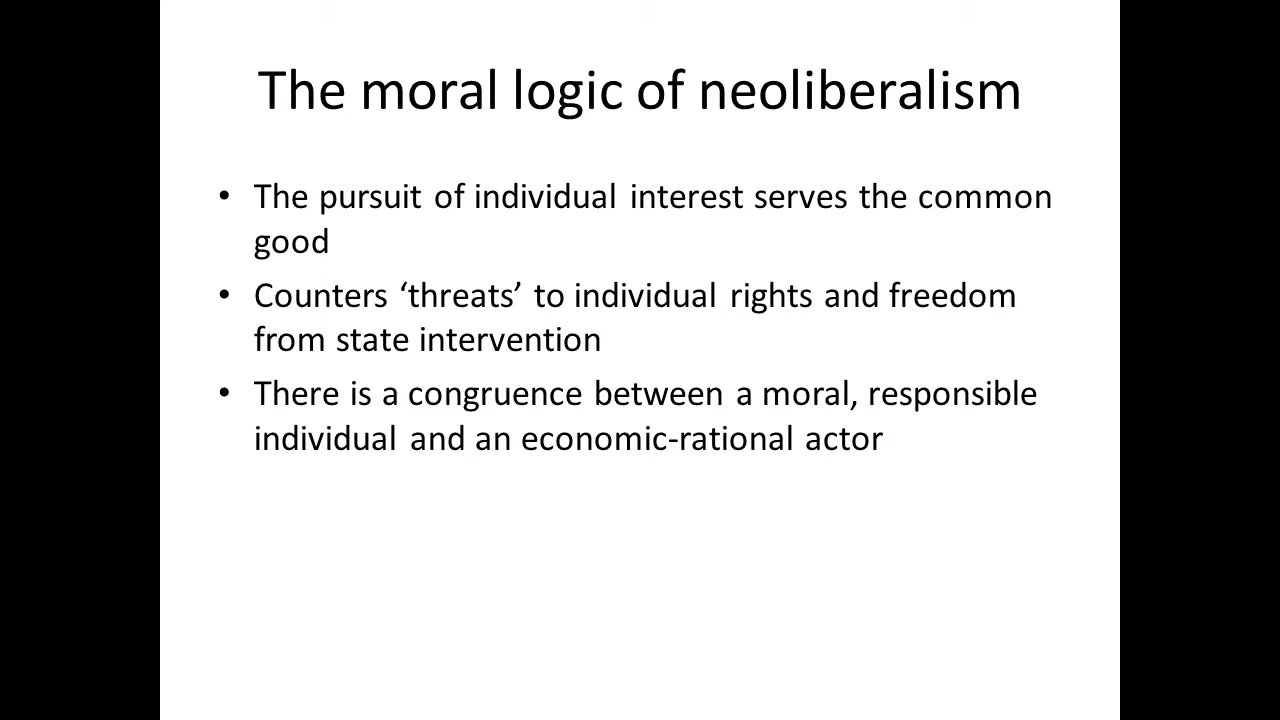 The moral logic of neoliberalism
• The pursuit of individual interest serves the common
good
• Counters ‘threats’ to individual rights and freedom
from state intervention
• There is a congruence between a moral, responsible
individual and an economic-rational actor